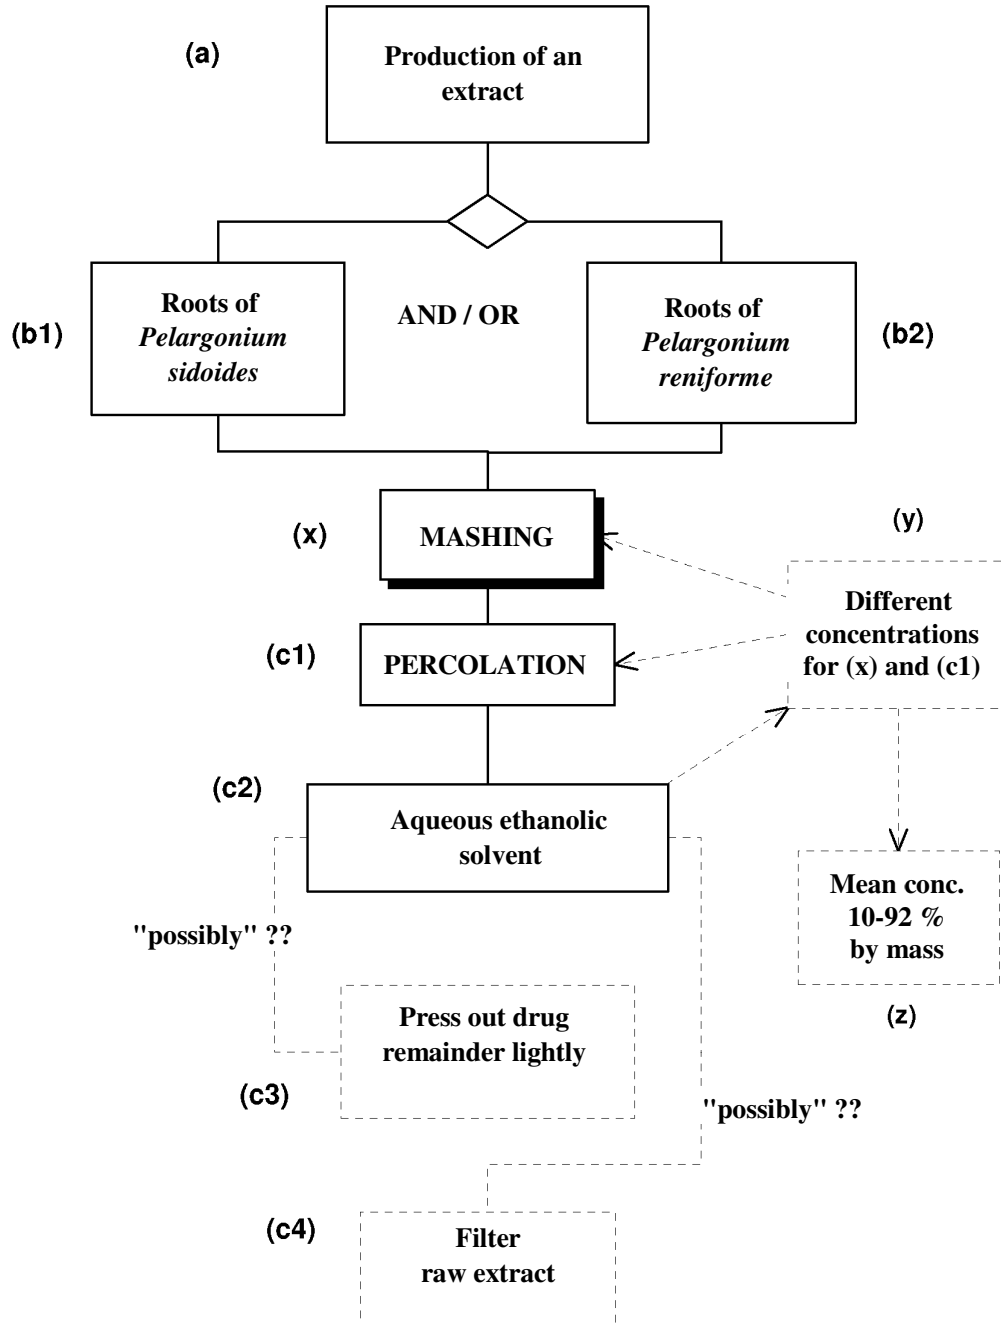 (a)
Production of an
extract
Roots of
Pelargonium
sidoides
(b1)
AND / OR
Roots of
Pelargonium
reniforme
(b2)
(x)
MASHING
(y)
Different
concentrations
for (x) and (c1)
(c1)
PERCOLATION
(c2)
Aqueous ethanolic
solvent
Mean conc.
10-92 %
by mass
(z)
"possibly" ??
Press out drug
remainder lightly
(c3)
"possibly" ??
(c4)
Filter
raw extract